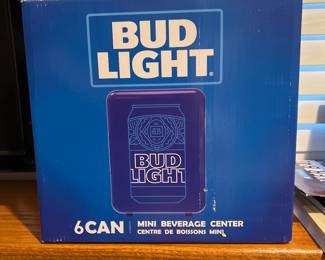 BUD
LIGHT
BUD
LIGHT
6CAN
MINI BEVERAGE CENTER
CENTRE DE BOISSONS MINI